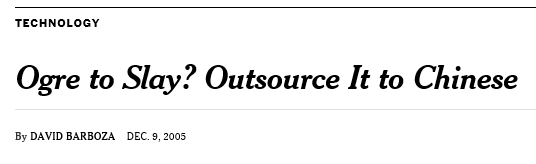 TECHNOLOGY
Ogre to Slay? Outsource It to Chinese
By DAVID BARBOZA DEC. 9, 2005